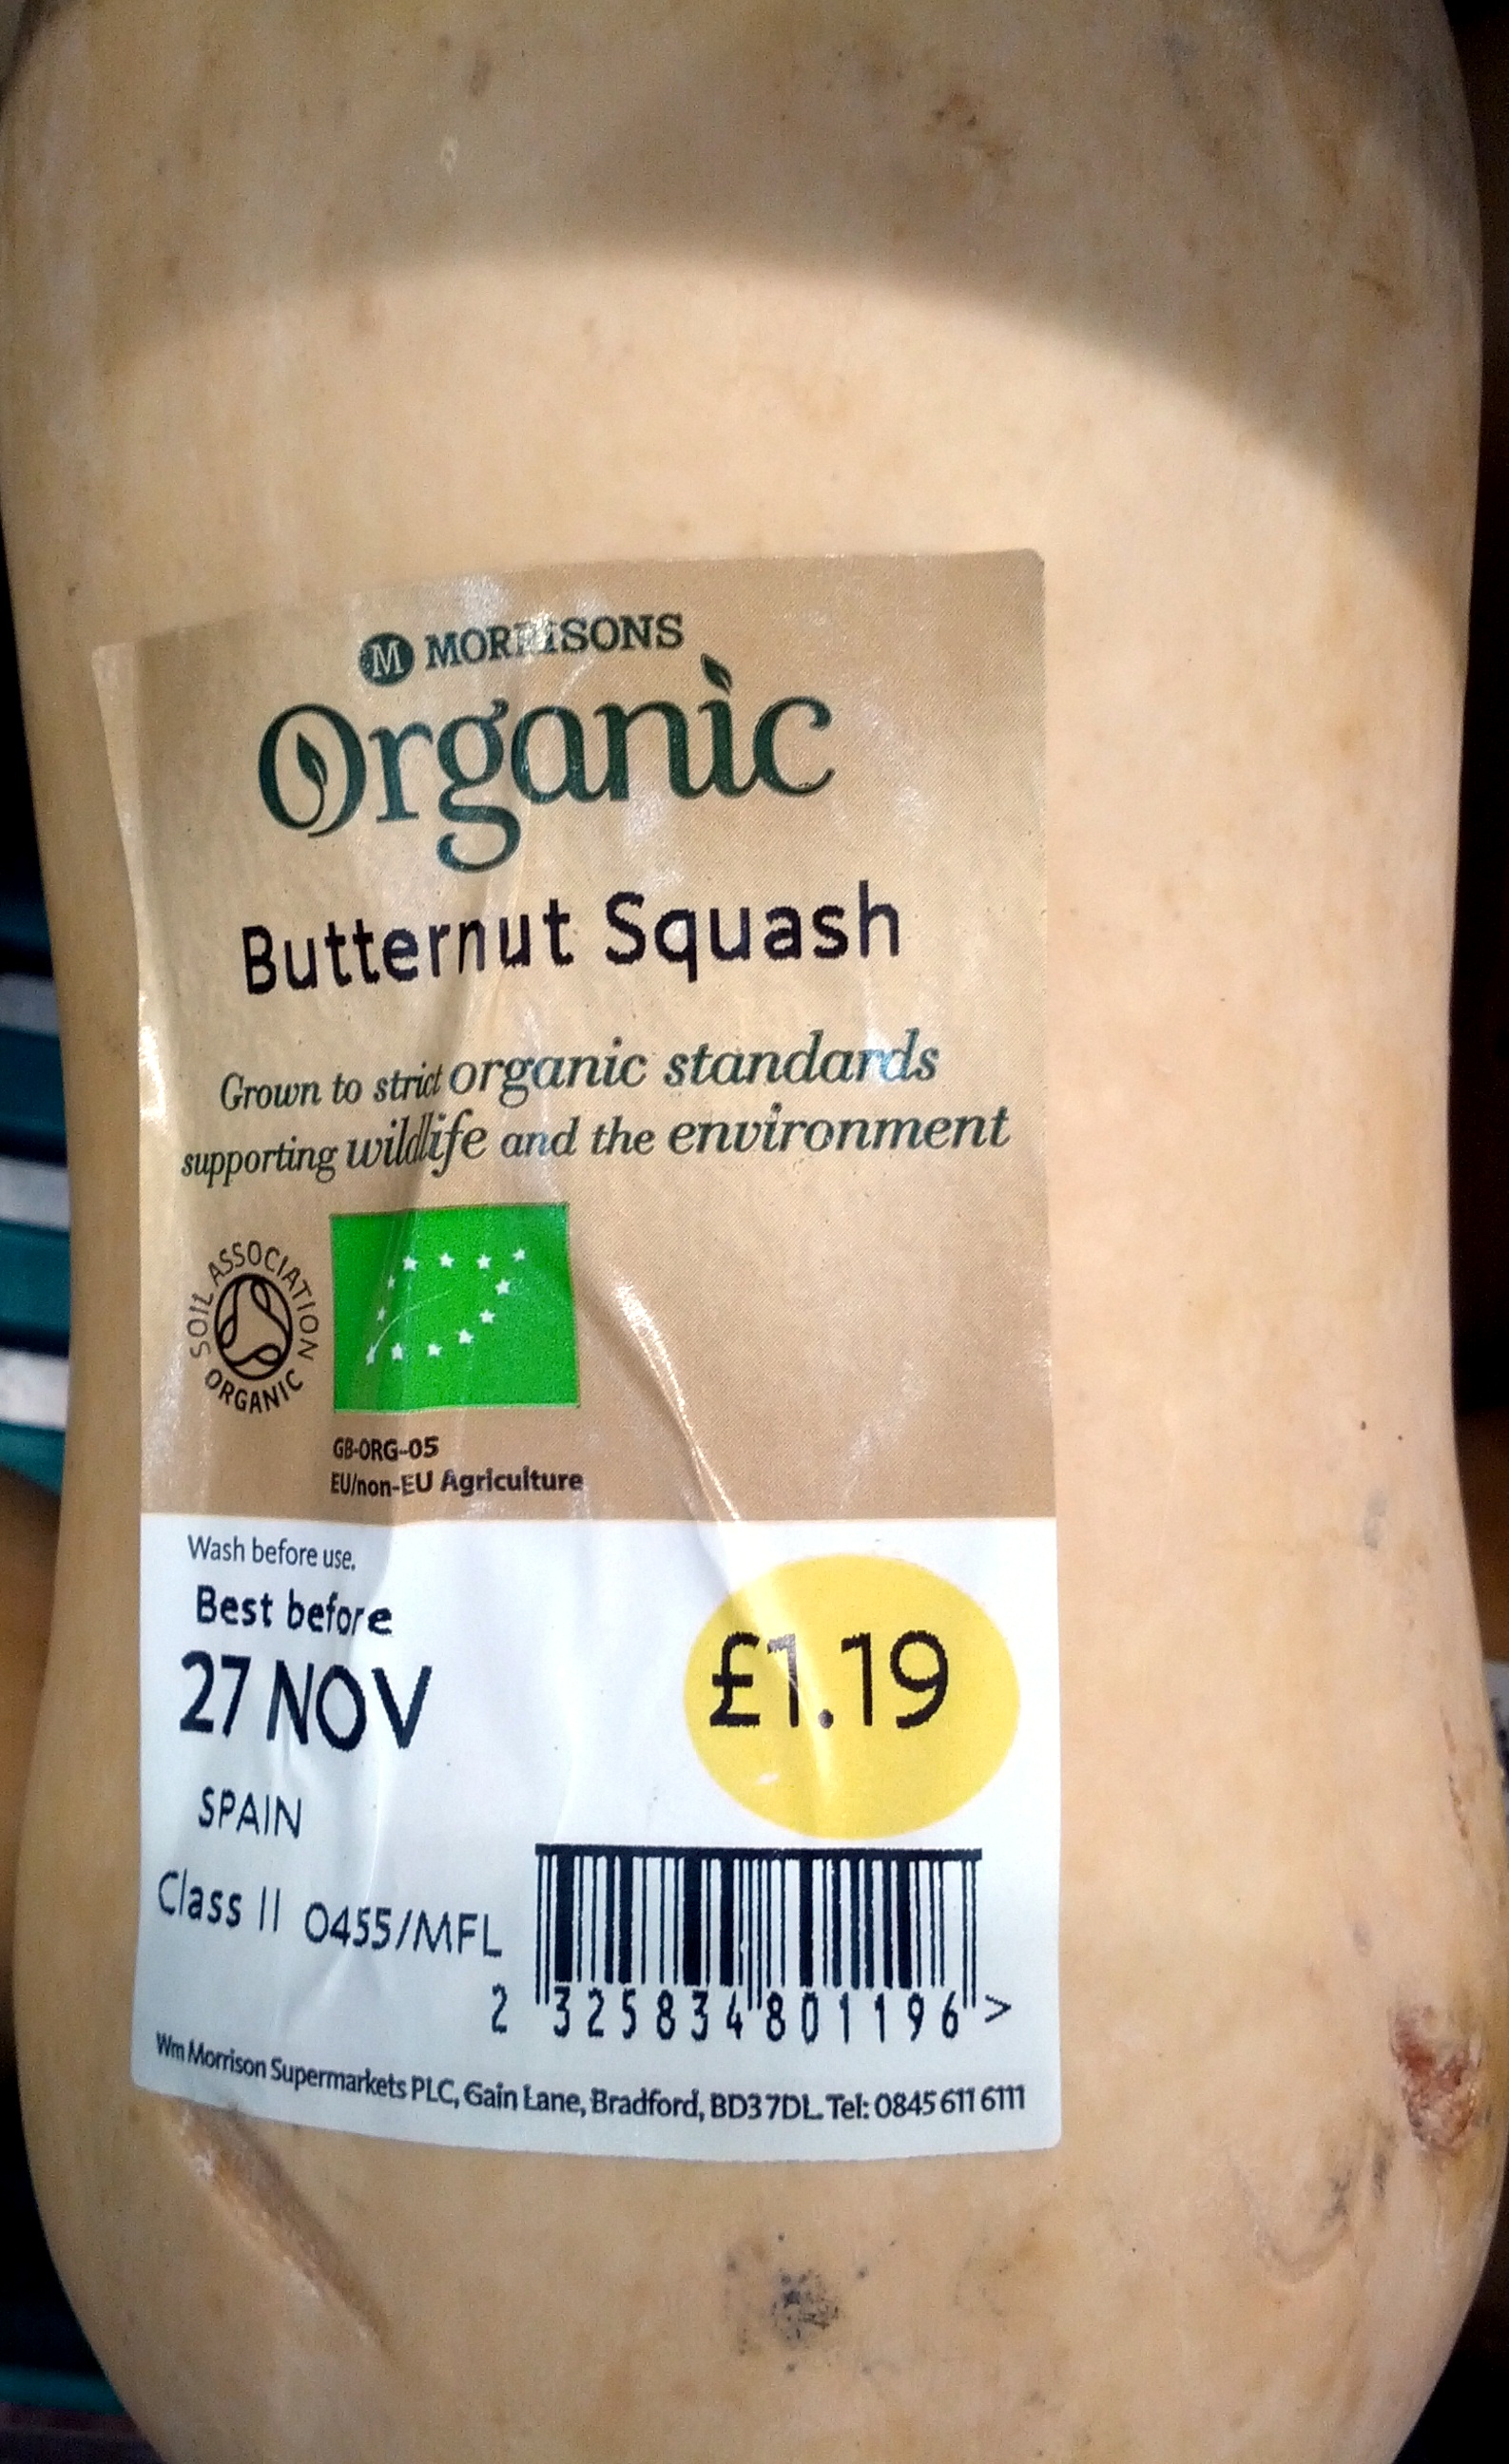 M MORRISONS
Organic
Butternut Squash
Grown to strict organic standards
supporting wildlife and the environment
SOIL ASSOCIATION
ORGANIC
GB-ORG-05
EU/non-EU Agriculture
Wash before use.
Best before
27 NOV
£1.19
SPAIN
Class II 0455/MFL
2 325834 801196 >
Wm Morrison Supermarkets PLC, Gain Lane, Bradford, BD3 7DL. Tel: 0845 611 6111